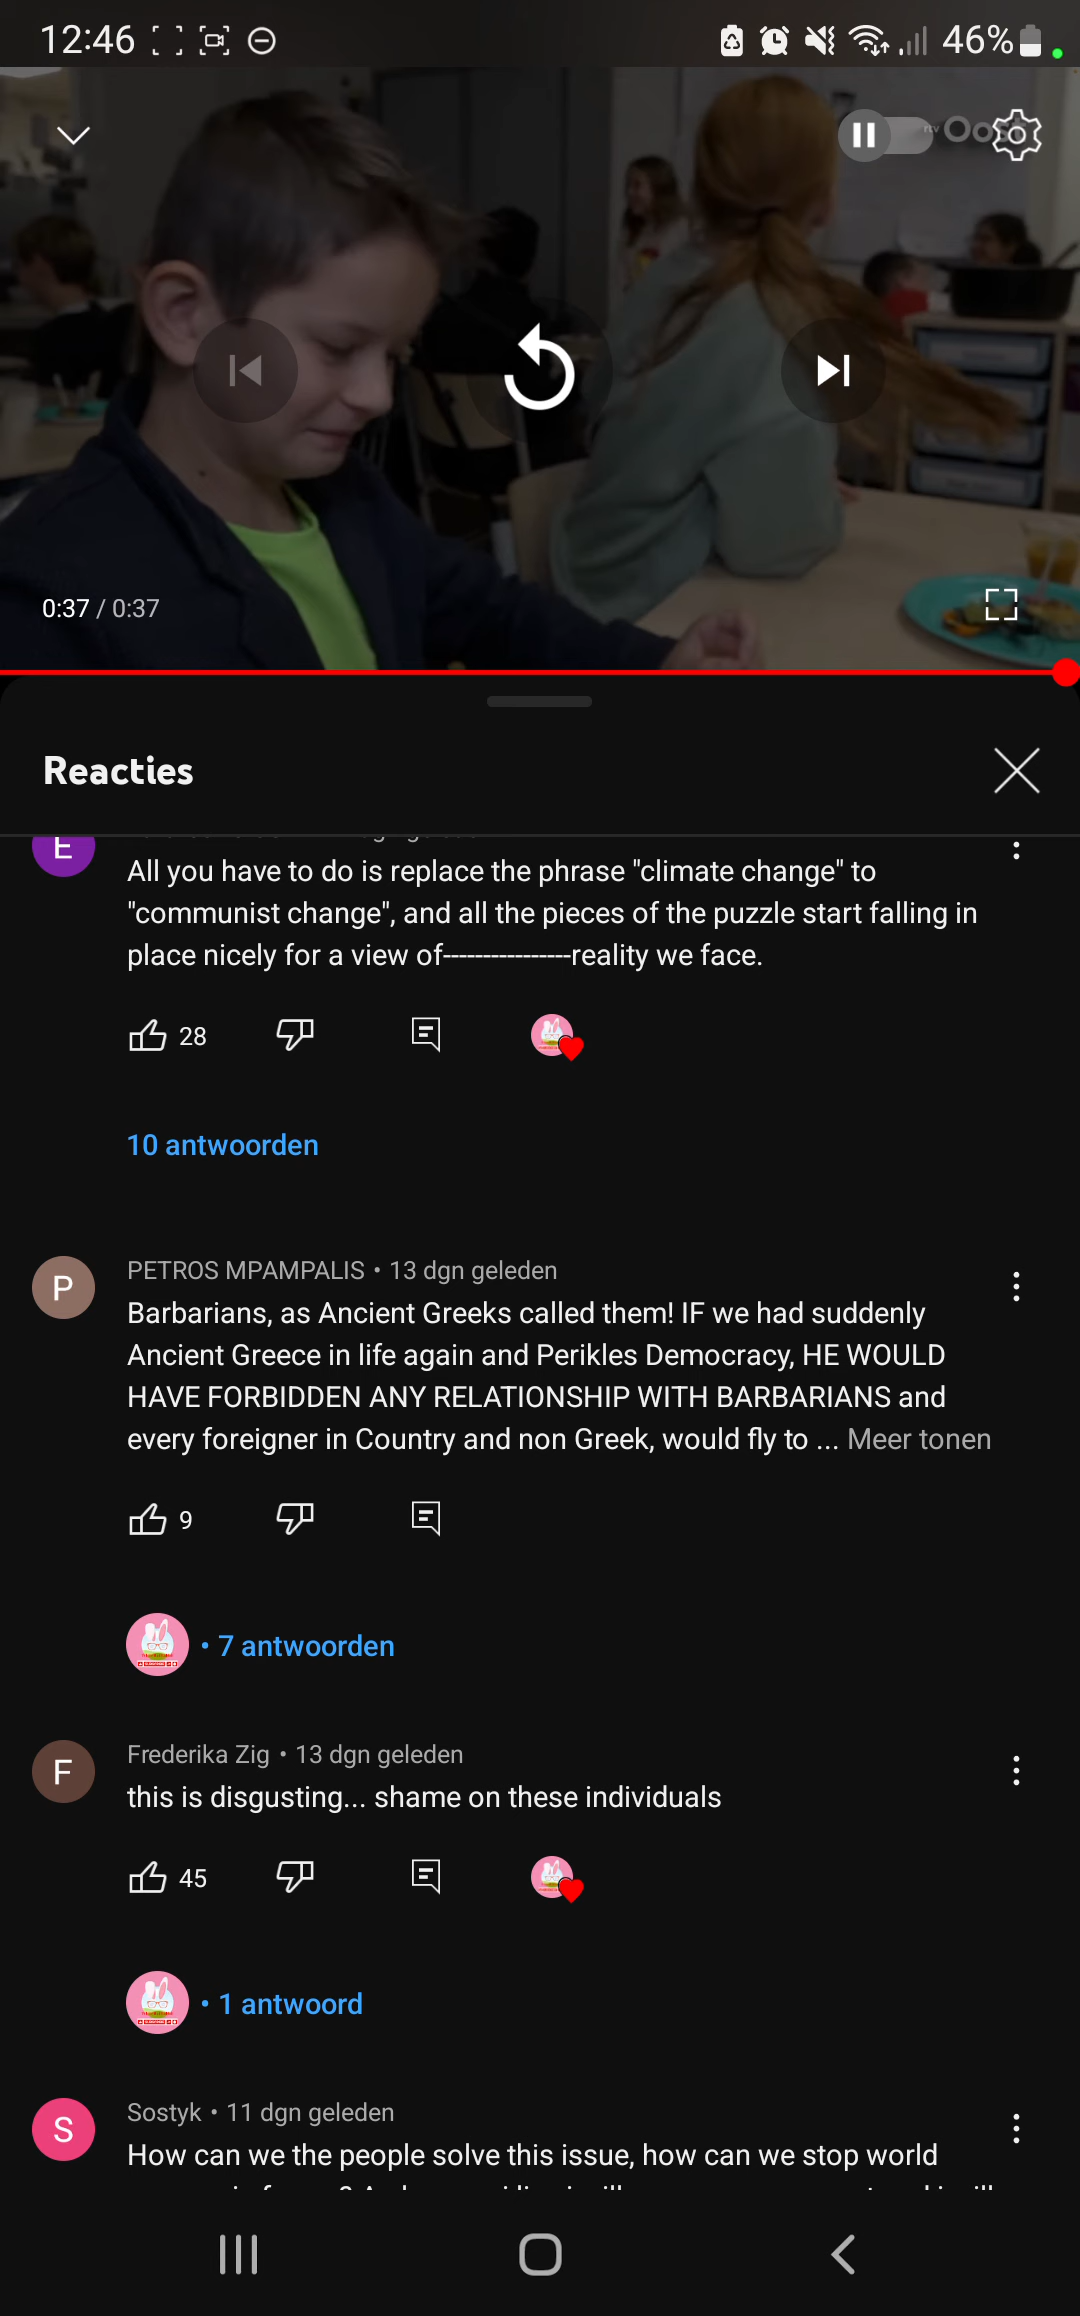 12:46
46%
rtv Oost
0:37 / 0:37
Reacties
E
All you have to do is replace the phrase "climate change" to
"communist change", and all the pieces of the puzzle start falling in
place nicely for a view of----------------reality we face.
28
10 antwoorden
P
PETROS MPAMPALIS • 13 dgn geleden
Barbarians, as Ancient Greeks called them! IF we had suddenly
Ancient Greece in life again and Perikles Democracy, HE WOULD
HAVE FORBIDDEN ANY RELATIONSHIP WITH BARBARIANS and
every foreigner in Country and non Greek, would fly to ... Meer tonen
9
• 7 antwoorden
F
Frederika Zig • 13 dgn geleden
this is disgusting... shame on these individuals
45
• 1 antwoord
S
Sostyk • 11 dgn geleden
How can we the people solve this issue, how can we stop world